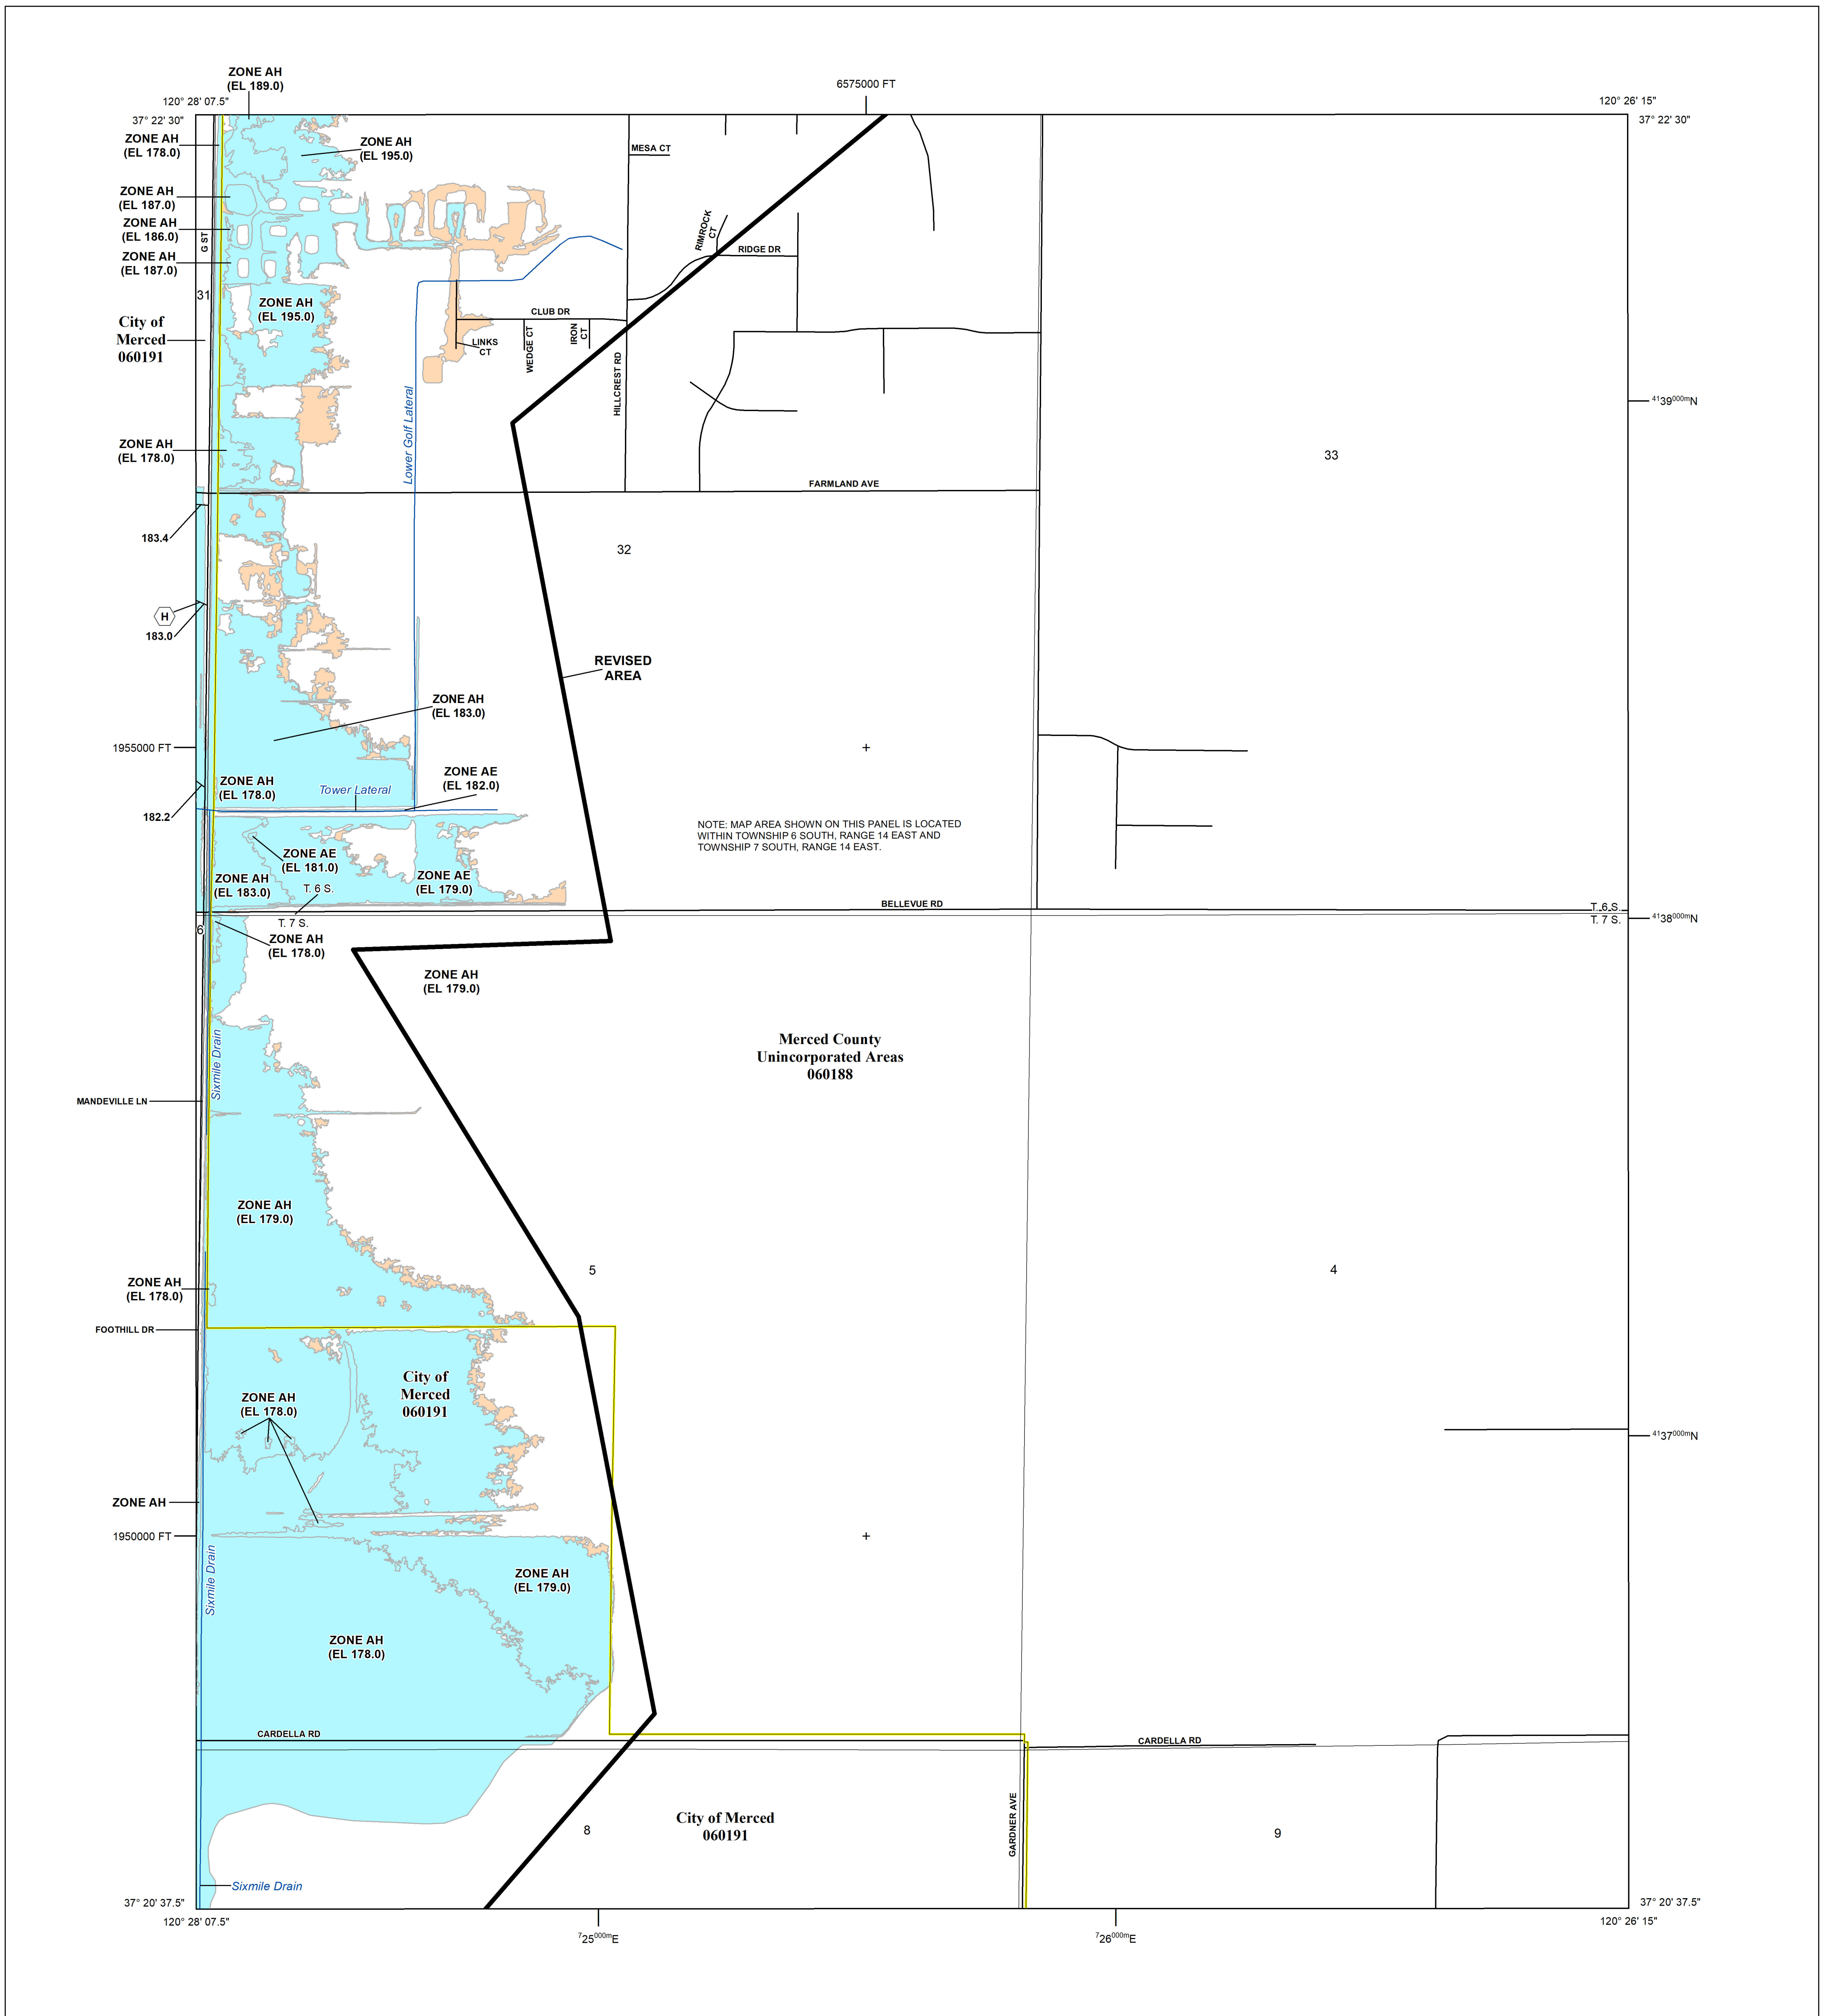 ZONE AH
(EL 189.0)
6575000 FT
120° 28' 07.5"
120° 26' 15"
37° 22' 30"
37° 22' 30"
ZONE AH
(EL 178.0)
ZONE AH
(EL 195.0)
MESA CT
ZONE AH
(EL 187.0)
ZONE AH
(EL 186.0)
G ST
RIMROCK
CT
RIDGE DR
ZONE AH
(EL 187.0)
31
ZONE AH
(EL 195.0)
City of
Merced
060191
CLUB DR
LINKS
CT
WEDGE CT
IRON
CT
HILLCREST RD
Lower Golf Lateral
4139000mN
ZONE AH
(EL 178.0)
33
FARMLAND AVE
183.4
32
H
183.0
REVISED
AREA
ZONE AH
(EL 183.0)
1955000 FT
ZONE AH
(EL 178.0)
Tower Lateral
ZONE AE
(EL 182.0)
182.2
NOTE: MAP AREA SHOWN ON THIS PANEL IS LOCATED
WITHIN TOWNSHIP 6 SOUTH, RANGE 14 EAST AND
TOWNSHIP 7 SOUTH, RANGE 14 EAST.
ZONE AE
(EL 181.0)
ZONE AH
(EL 183.0)
T. 6 S.
ZONE AE
(EL 179.0)
BELLEVUE RD
T. 6 S.
T. 7 S.
T. 7 S.
4138000mN
6
ZONE AH
(EL 178.0)
ZONE AH
(EL 179.0)
Sixmile Drain
Merced County
Unincorporated Areas
060188
MANDEVILLE LN
ZONE AH
(EL 179.0)
5
4
ZONE AH
(EL 178.0)
FOOTHILL DR
City of
Merced
060191
ZONE AH
(EL 178.0)
4137000mN
ZONE AH
1950000 FT
Sixmile Drain
ZONE AH
(EL 179.0)
ZONE AH
(EL 178.0)
CARDELLA RD
CARDELLA RD
City of Merced
060191
GARDNER AVE
8
9
Sixmile Drain
37° 20' 37.5"
37° 20' 37.5"
120° 28' 07.5"
120° 26' 15"
725000mE
726000mE